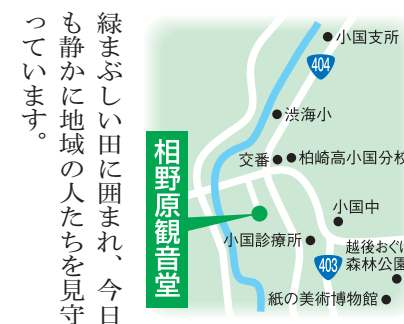 緑まぶしい田に囲まれ、今日
も静かに地域の人たちを見守
っています。
小国支所
404
渋海小
交番
柏崎高小国分校
相野原観音堂
小国中
小国診療所
越後おぐに
森林公園
403
紙の美術博物館